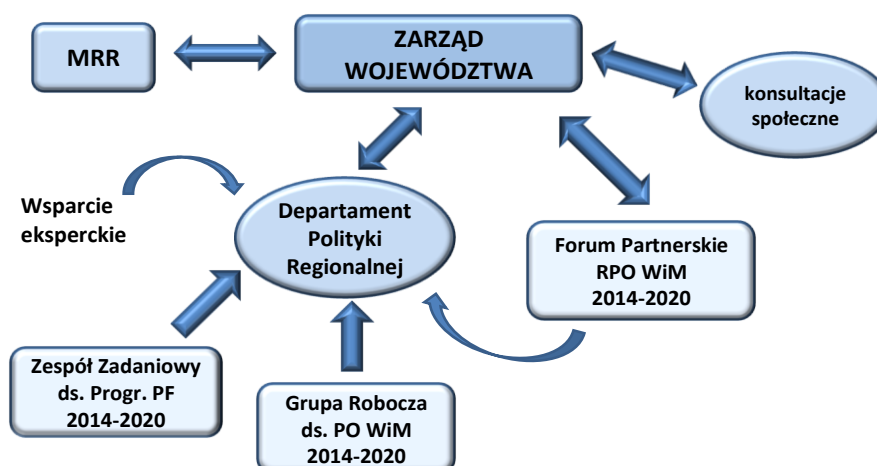 MRR
ZARZĄD
WOJEWÓDZTWA
konsultacje
społeczne
Wsparcie
eksperckie
Departament
Polityki
Regionalnej
Forum Partnerskie
RPO WiM
2014-2020
Zespół Zadaniowy
ds. Progr. PF
2014-2020
Grupa Robocza
ds. PO WiM
2014-2020